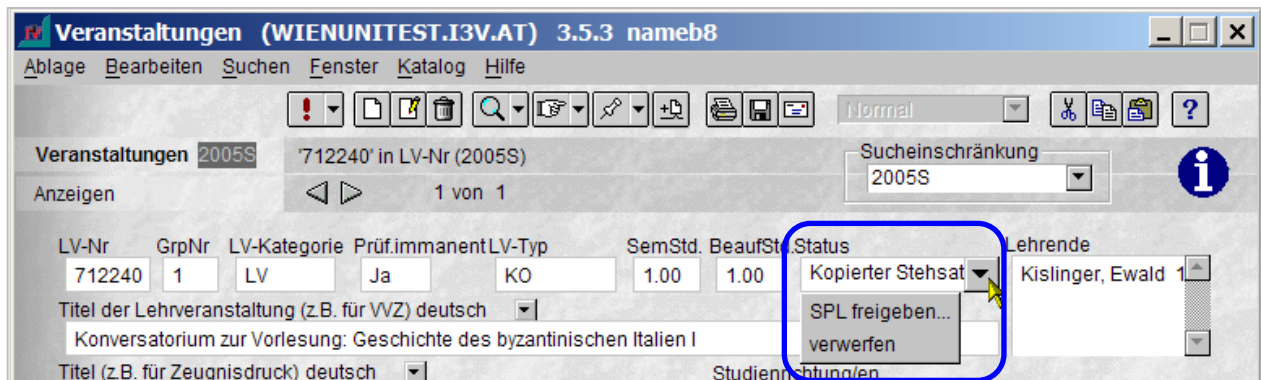 Veranstaltungen (WIENUNITEST.I3V.AT) 3.5.3 nameb8
Ablage Bearbeiten Suchen Fenster Katalog Hilfe
Normal
Veranstaltungen 2005S '712240' in LV-Nr (2005S) Sucheinschränkung
2005S
Anzeigen 1 von 1
LV-Nr GrpNr LV-Kategorie Prüf.immanent LV-Typ SemStd. BeaufStd. Status Lehrende
712240 1 LV Ja KO 1.00 1.00 Kopierter Stehsat Kislinger, Ewald 1
Titel der Lehrveranstaltung (z.B. für VVZ) deutsch SPL freigeben...
Konversatorium zur Vorlesung: Geschichte des byzantinischen Italien I verwerfen
Titel (z.B. für Zeugnisdruck) deutsch Studienrichtung/en